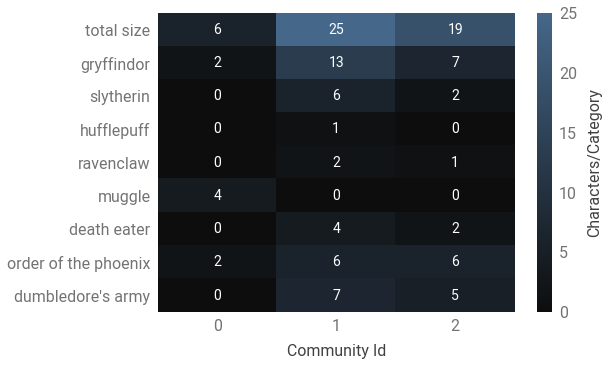 total size 6 25 19
gryffindor 2 13 7
slytherin 0 6 2
hufflepuff 0 1 0
ravenclaw 0 2 1
muggle 4 0 0
death eater 0 4 2
order of the phoenix 2 6 6
dumbledore's army 0 7 5
0 1 2
Community Id
25
20
15
10
5
0
Characters/Category